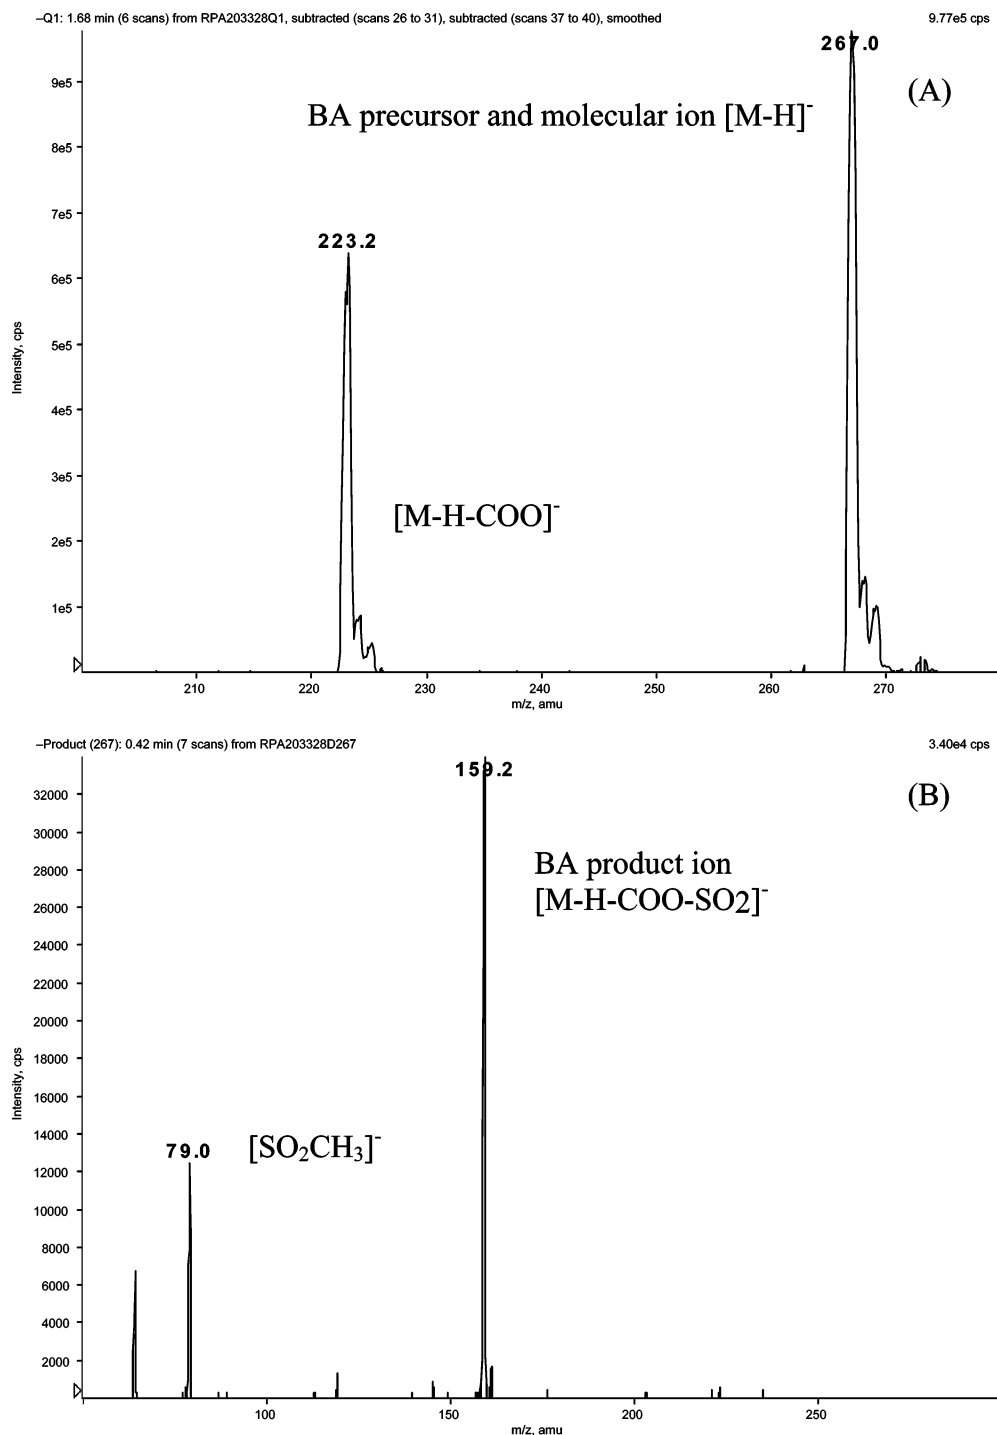 –Q1: 1.68 min (6 scans) from RPA203328Q1, subtracted (scans 26 to 31), subtracted (scans 37 to 40), smoothed 9.77e5 cps
267.0
(A)
9e5
BA precursor and molecular ion [M-H]-
8e5
7e5
223.2
6e5
5e5
Intensity, cps
4e5
3e5
[M-H-COO]-
2e5
1e5
210 220 230 240 250 260 270
m/z, amu
–Product (267): 0.42 min (7 scans) from RPA203328D267 3.40e4 cps
159.2
(B)
32000
30000
BA product ion
28000
[M-H-COO-SO2]-
26000
24000
22000
20000
18000
Intensity, cps
16000
14000
79.0 [SO₂CH₃]-
12000
10000
8000
6000
4000
2000
100 150 200 250
m/z, amu